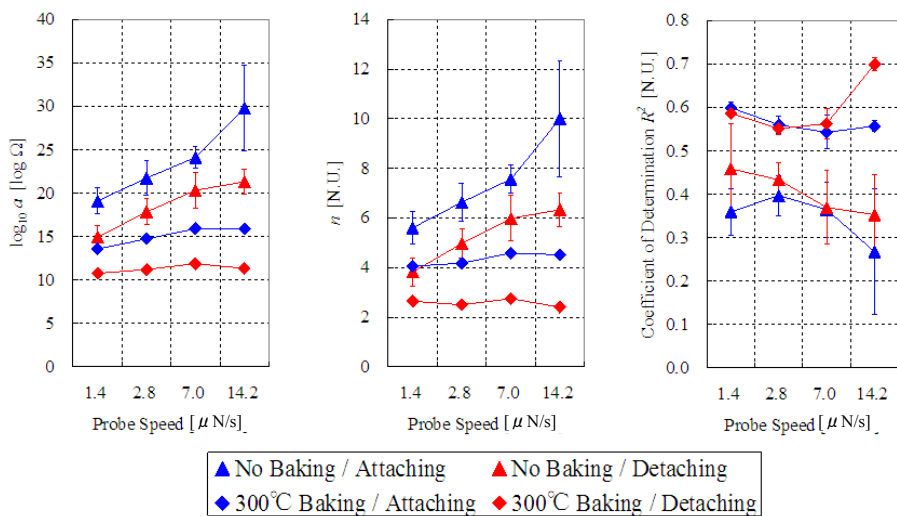 log₁₀ a [log Ω]
40
35
30
25
20
15
10
5
0
1.4 2.8 7.0 14.2
Probe Speed [ μ N/s]
n [N.U.]
14
12
10
8
6
4
2
0
1.4 2.8 7.0 14.2
Probe Speed [ μ N/s]
Coefficient of Determination R² [N.U.]
0.8
0.7
0.6
0.5
0.4
0.3
0.2
0.1
0.0
1.4 2.8 7.0 14.2
Probe Speed [ μ N/s]
No Baking / Attaching No Baking / Detaching
300℃ Baking / Attaching 300℃ Baking / Detaching